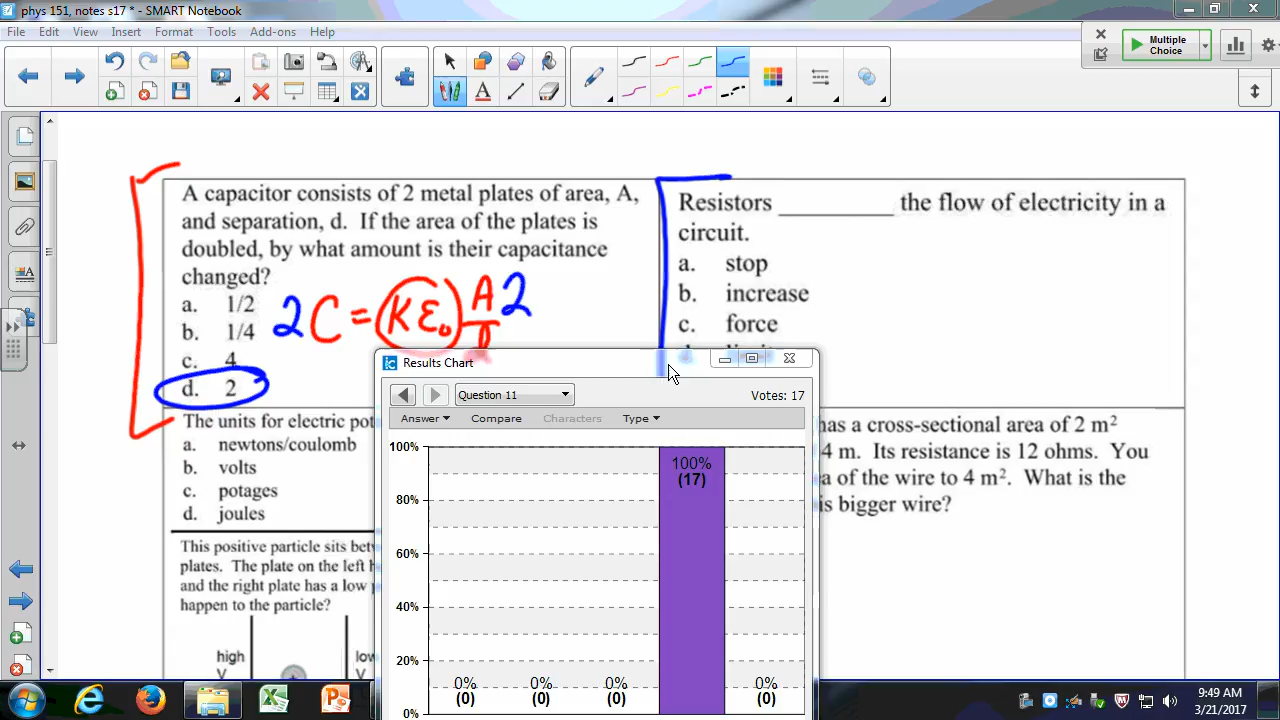 phys 151, notes s17 * - SMART Notebook
File Edit View Insert Format Tools Add-ons Help
Multiple
Choice
A capacitor consists of 2 metal plates of area, A,
and separation, d. If the area of the plates is
doubled, by what amount is their capacitance
changed?
a. 1/2
b. 1/4
c. 4
d. 2
2 C = (Kε₀) A 2
Resistors __________ the flow of electricity in a
circuit.
a. stop
b. increase
c. force
The units for electric pot
a. newtons/coulomb
b. volts
c. potages
d. joules
has a cross-sectional area of 2 m²
4 m. Its resistance is 12 ohms. You
a of the wire to 4 m². What is the
is bigger wire?
This positive particle sits bet
plates. The plate on the left h
and the right plate has a low
happen to the particle?
high
V
low
V
Results Chart
Question 11
Votes: 17
Answer Compare Characters Type
100%
80%
60%
40%
20%
0%
0%
(0)
0%
(0)
0%
(0)
100%
(17)
0%
(0)
9:49 AM
3/21/2017